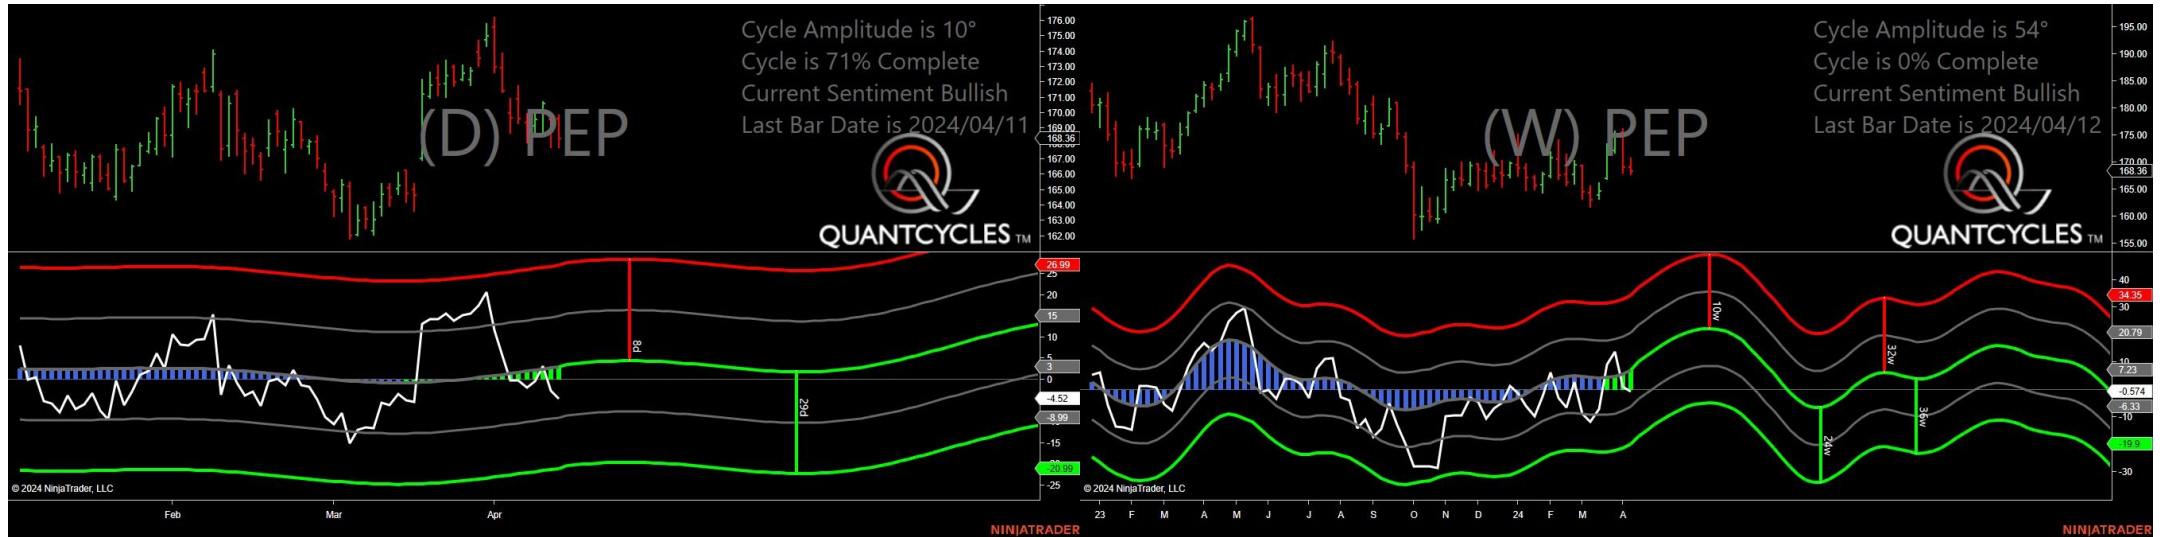 Cycle Amplitude is 10°
Cycle is 71% Complete
Current Sentiment Bullish
Last Bar Date is 2024/04/11
(D) PEP
QUANTCYCLES TM
176.00
175.00
174.00
173.00
172.00
171.00
170.00
169.00
168.36
167.00
166.00
165.00
164.00
163.00
162.00
26.99
25
20
15
10
5
3
0
-4.52
-8.99
-15
-20.99
-25
8d
29d
© 2024 NinjaTrader, LLC
Feb Mar Apr
NINJATRADER
Cycle Amplitude is 54°
Cycle is 0% Complete
Current Sentiment Bullish
Last Bar Date is 2024/04/12
(W) PEP
QUANTCYCLES TM
195.00
190.00
185.00
180.00
175.00
170.00
168.36
165.00
160.00
155.00
40
34.35
30
20.79
10
7.23
-0.574
-6.33
-10
-19.9
-30
10w
32w
24w
36w
© 2024 NinjaTrader, LLC
23 F M A M J J A S O N D 24 F M A
NINJATRADER